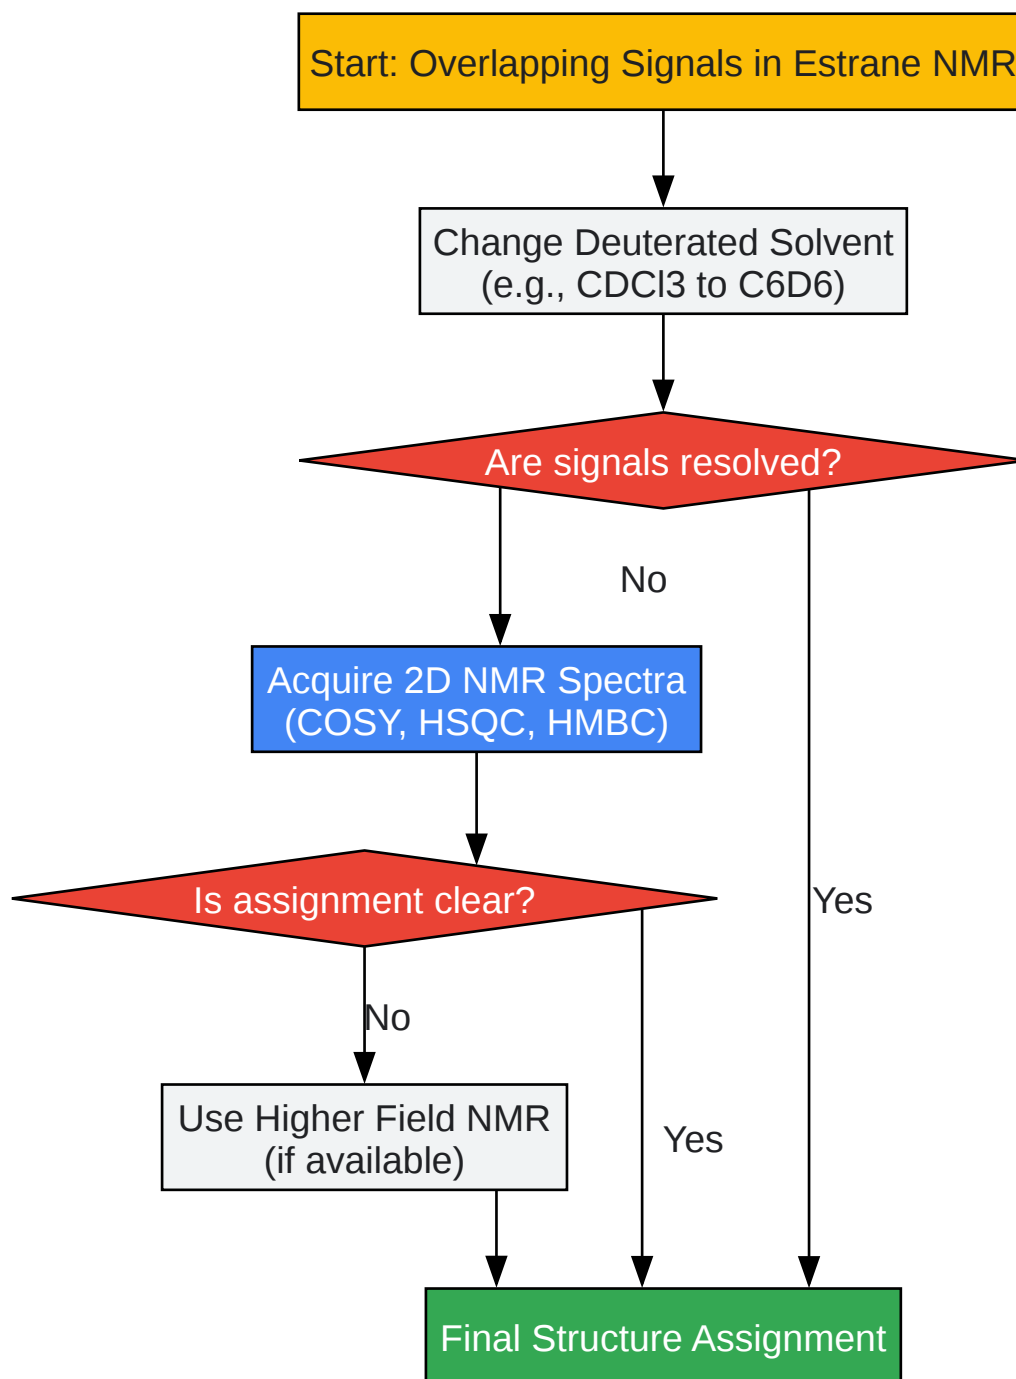 Start: Overlapping Signals in Estrane NMR
Change Deuterated Solvent
(e.g., CDCl3 to C6D6)
Are signals resolved?
No
Acquire 2D NMR Spectra
(COSY, HSQC, HMBC)
Is assignment clear?
Yes
No
Use Higher Field NMR
(if available)
Yes
Final Structure Assignment